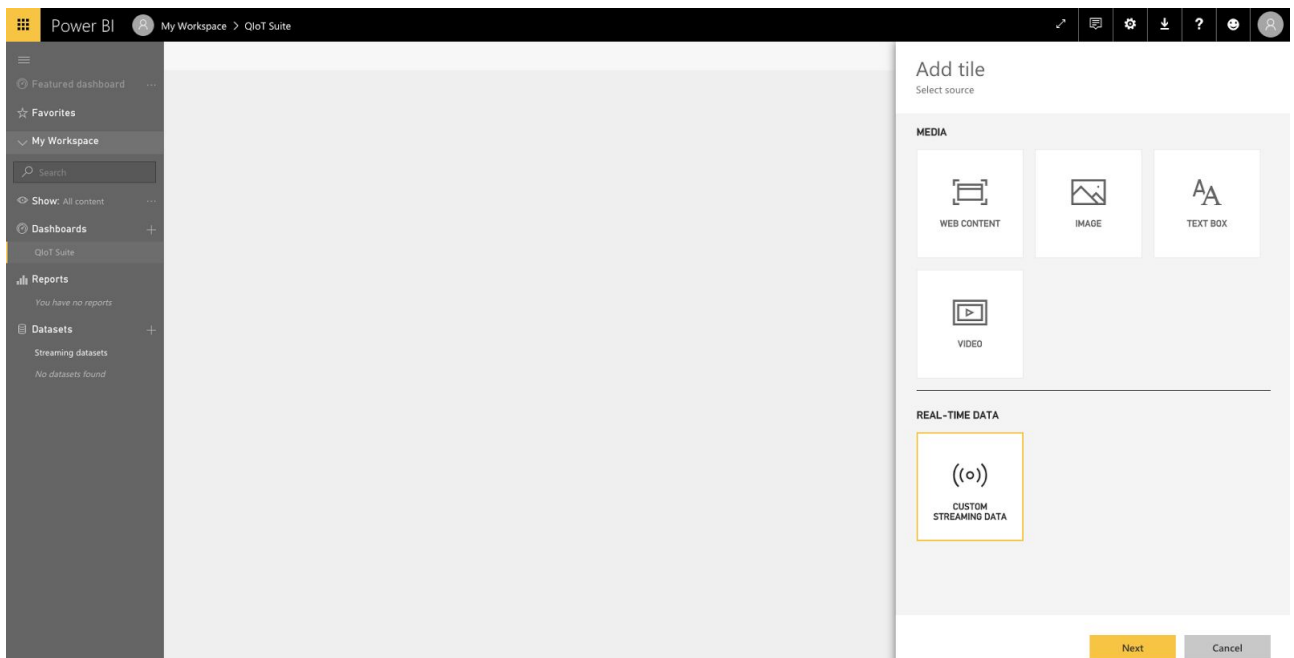 Power BI
My Workspace > QIoT Suite
?
Featured dashboard ...
Favorites
My Workspace
Search
Show: All content ...
Dashboards +
QIoT Suite
Reports
You have no reports
Datasets +
Streaming datasets
No datasets found
Add tile
Select source
MEDIA
WEB CONTENT
IMAGE
AA
TEXT BOX
VIDEO
REAL-TIME DATA
CUSTOM
STREAMING DATA
Next
Cancel